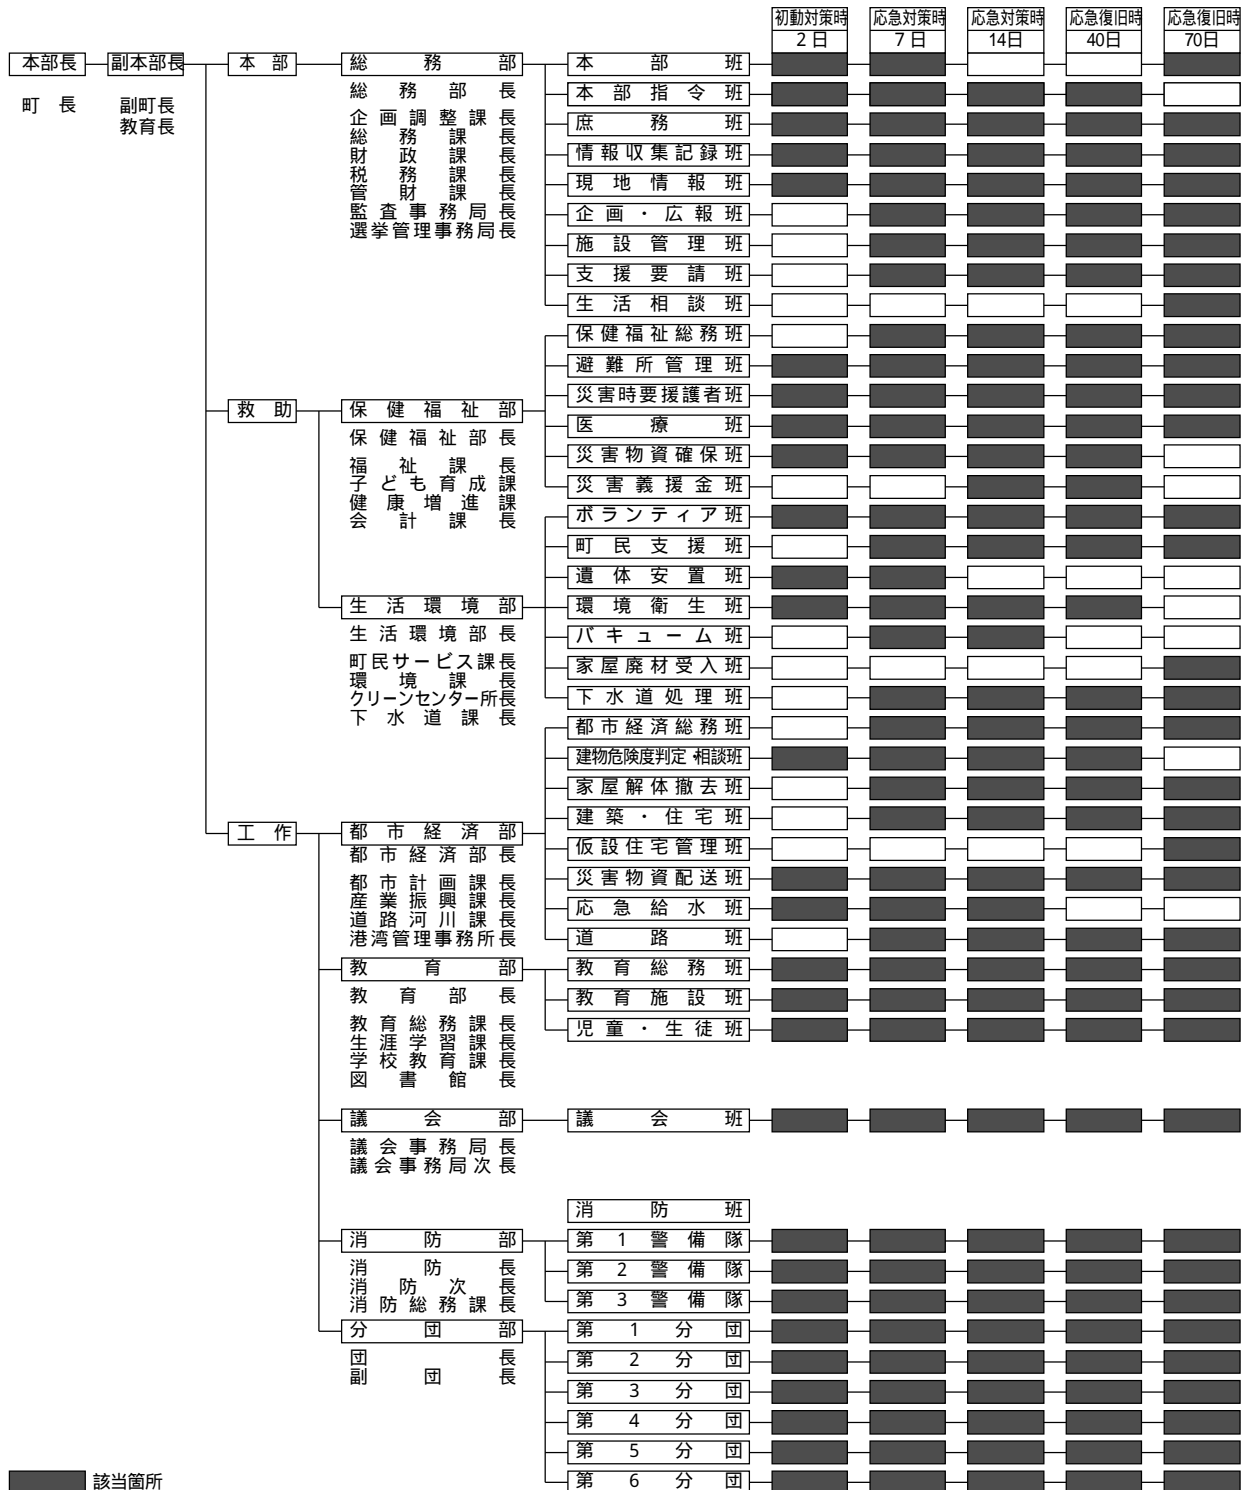 初動対策時 応急対策時 応急対策時 応急復旧時 応急復旧時
2日 7日 14日 40日 70日
本部長 副本部長 本部 総務部 本部班
町長 副町長 総務部長 本部指令班
教育長 企画調整課長 庶務班
総務課長
財政課長 情報収集記録班
税務課長
管財課長 現地情報班
監査事務局長 企画・広報班
選挙管理事務局長
施設管理班
支援要請班
生活相談班
保健福祉総務班
避難所管理班
災害時要援護者班
救助 保健福祉部 医療班
保健福祉部長
福祉課長 災害物資確保班
子ども育成課
健康増進課 災害義援金班
会計課長 ボランティア班
町民支援班
遺体安置班
生活環境部 環境衛生班
生活環境部長 バキューム班
町民サービス課長 家屋廃材受入班
環境課長
クリーンセンター所長 下水道処理班
下水道課長
都市経済総務班
建物危険度判定・相談班
家屋解体撤去班
建築・住宅班
工作 都市経済部
都市経済部長 仮設住宅管理班
都市計画課長 災害物資配送班
産業振興課長
道路河川課長 応急給水班
港湾管理事務所長 道路班
教育部 教育総務班
教育部長 教育施設班
教育総務課長 児童・生徒班
生涯学習課長
学校教育課長
図書館長
議会部 議会班
議会事務局長
議会事務局次長
消防班
消防部 第1警備隊
消防長 第2警備隊
消防次長
消防総務課長 第3警備隊
分団部 第1分団
団長 第2分団
副団長
第3分団
第4分団
第5分団
該当箇所 第6分団